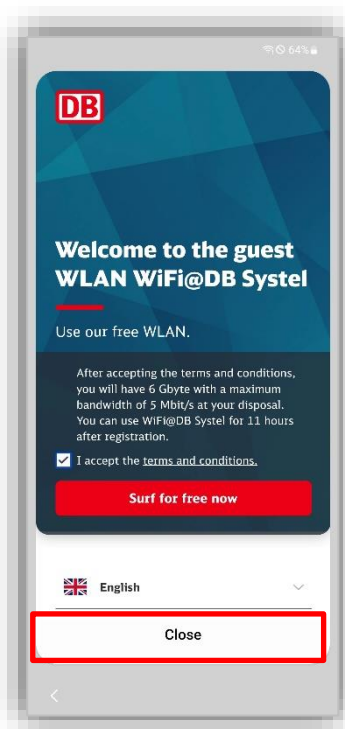 64%
DB
Welcome to the guest
WLAN WiFi@DB Systel
Use our free WLAN.
After accepting the terms and conditions,
you will have 6 Gbyte with a maximum
bandwidth of 5 Mbit/s at your disposal.
You can use WiFi@DB Systel for 11 hours
after registration.
I accept the terms and conditions.
Surf for free now
English
Close